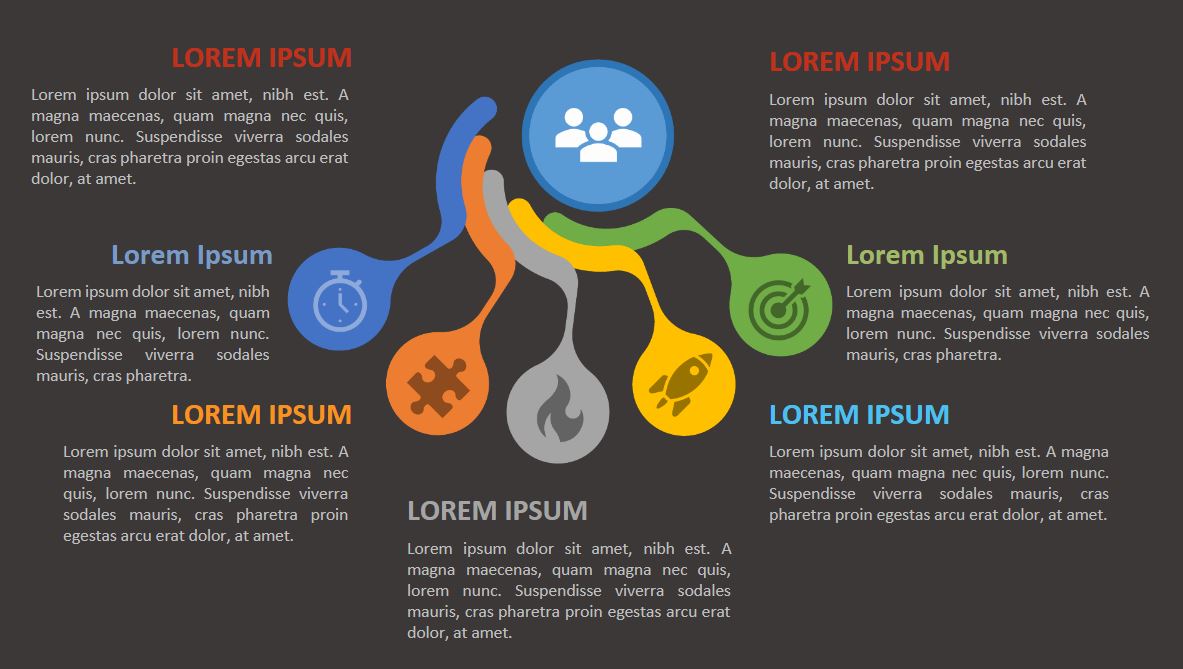 LOREM IPSUM
Lorem ipsum dolor sit amet, nibh est. A
magna maecenas, quam magna nec quis,
lorem nunc. Suspendisse viverra sodales
mauris, cras pharetra proin egestas arcu erat
dolor, at amet.
LOREM IPSUM
Lorem ipsum dolor sit amet, nibh est. A
magna maecenas, quam magna nec quis,
lorem nunc. Suspendisse viverra sodales
mauris, cras pharetra proin egestas arcu erat
dolor, at amet.
Lorem Ipsum
Lorem ipsum dolor sit amet, nibh
est. A magna maecenas, quam
magna nec quis, lorem nunc.
Suspendisse viverra sodales
mauris, cras pharetra.
Lorem Ipsum
Lorem ipsum dolor sit amet, nibh est. A
magna maecenas, quam magna nec quis,
lorem nunc. Suspendisse viverra sodales
mauris, cras pharetra.
LOREM IPSUM
Lorem ipsum dolor sit amet, nibh est. A
magna maecenas, quam magna nec
quis, lorem nunc. Suspendisse viverra
sodales mauris, cras pharetra proin
egestas arcu erat dolor, at amet.
LOREM IPSUM
Lorem ipsum dolor sit amet, nibh est. A magna
maecenas, quam magna nec quis, lorem nunc.
Suspendisse viverra sodales mauris, cras
pharetra proin egestas arcu erat dolor, at amet.
LOREM IPSUM
Lorem ipsum dolor sit amet, nibh est. A
magna maecenas, quam magna nec quis,
lorem nunc. Suspendisse viverra sodales
mauris, cras pharetra proin egestas arcu erat
dolor, at amet.